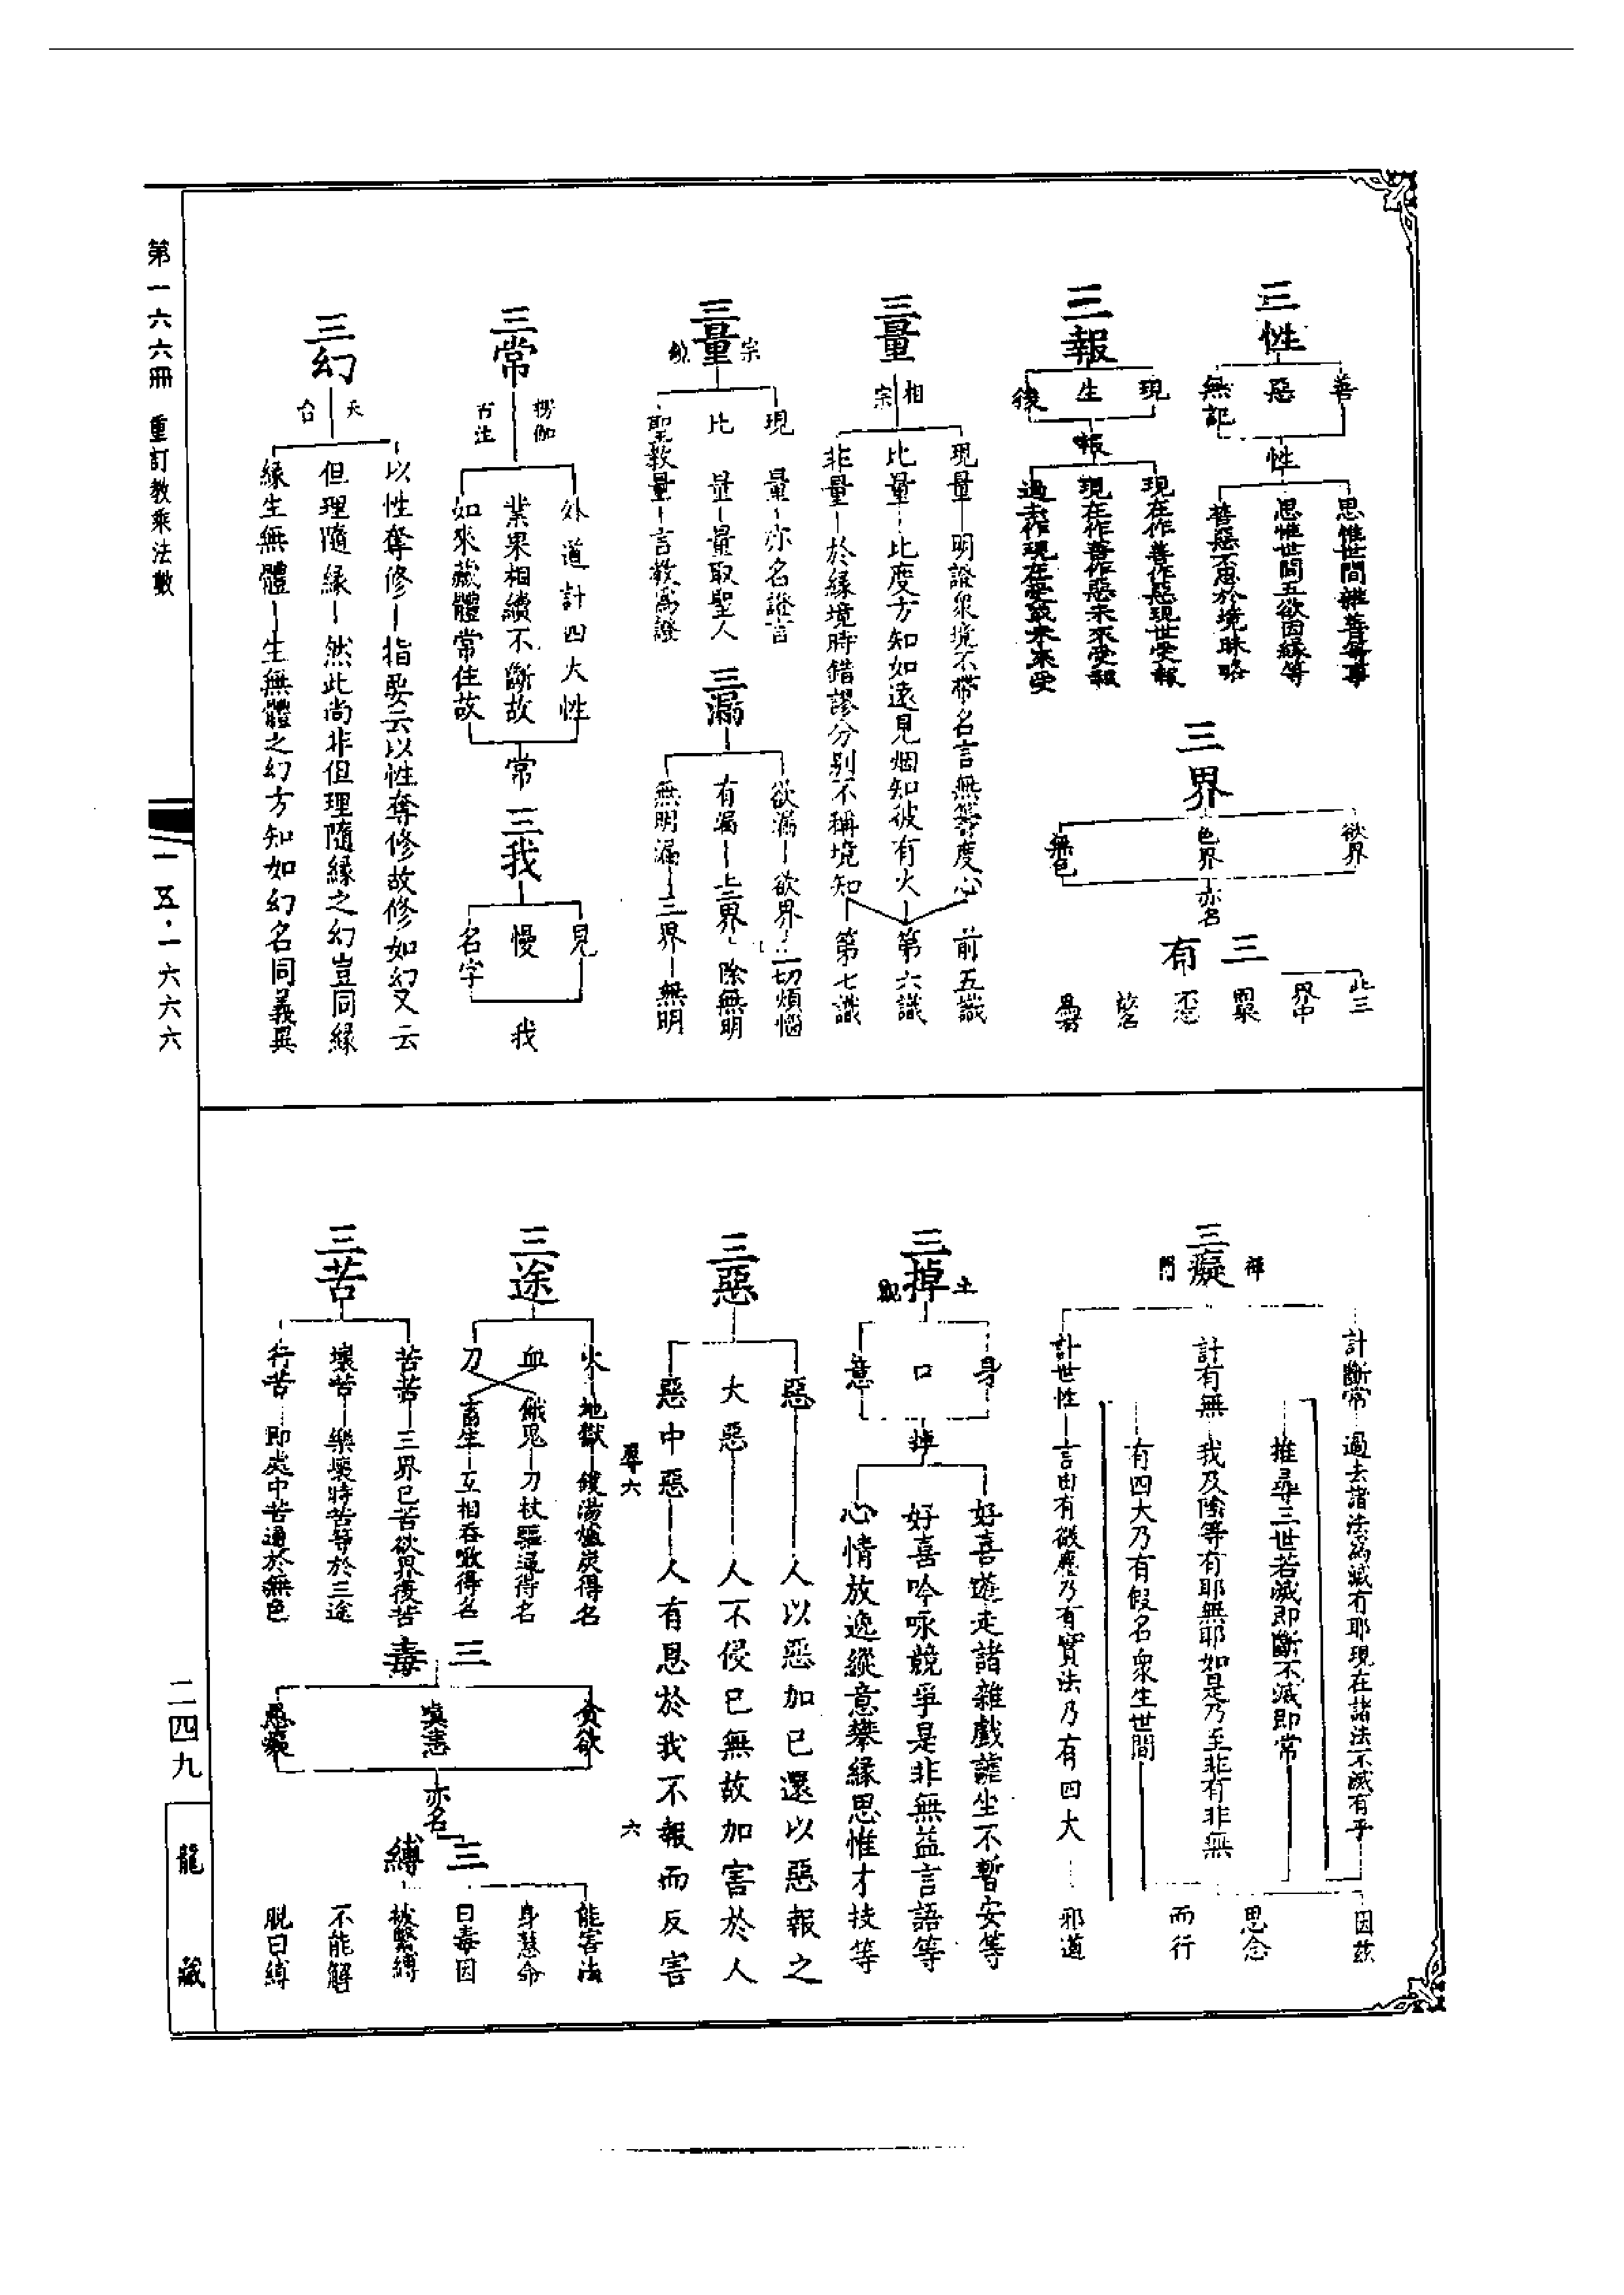 三性
善
惡
無記
性
思惟世間雜善等事
思惟世間五欲因緣等
善惡不思於境昧略
三報
現
生
後
報
現在作善作惡現世受報
現在作善作惡未來受報
過去作現在受或未來受
三界
欲界
色界
無色
亦名
三有
此三
界中
因果
不忘
故名
為有
三量
相宗
現量―明證眾境不帶名言無籌度心 前五識
比量―比度方知如遠見烟知彼有火―第六識
非量―於緣境時錯謬分別不稱境知―第七識
三量
宗鏡
現量―亦名證言
比量―量取聖人
聖教量―言教為證
三漏
欲漏―欲界―一切煩惱
有漏―上二界―除無明
無明漏―三界―無明
三常
楞伽
古注
外道計四大性
業果相續不斷故
如來藏體常住故
常
三我
見
慢
名字
我
三幻
天台
以性奪修―指要云以性奪修故修如幻又云
但理隨緣―然此尚非但理隨緣之幻豈同緣
緣生無體―生無體之幻方知如幻名同義異
三癡
禪門
計斷常 過去諸法為滅有耶現在諸法不滅有乎
推尋三世若滅即斷不滅即常
計有無―我及陰等有耶無耶如是乃至非有非無
有四大乃有假名眾生世間
計世性―言由有微塵乃有實法乃有四大
因茲
思念
而行
邪道
三掉
止觀
身
口
意
掉
好喜遊走諸雜戲謔坐不暫安等
好喜吟咏競爭是非無益言語等
心情放逸縱意攀緣思惟才技等
三惡
惡―人以惡加己還以惡報之
大惡―人不侵己無故加害於人
惡中惡―人有恩於我不報而反害
六
六
三途
火―地獄―鑊湯爐炭得名
血 餓鬼―刀杖驅逼得名
刀 畜生―互相吞噉得名
三苦
苦苦―三界已苦欲界復苦
壞苦―樂壞時苦等於三途
行苦―即處中苦通於無色
三毒
貪欲
嗔恚
愚癡
亦名
三縛
能害法
身慧命
曰毒因
被繫縛
不能解
脫曰縛
第一六六冊 重訂教乘法數
一五·一六六六
二四九
龍藏